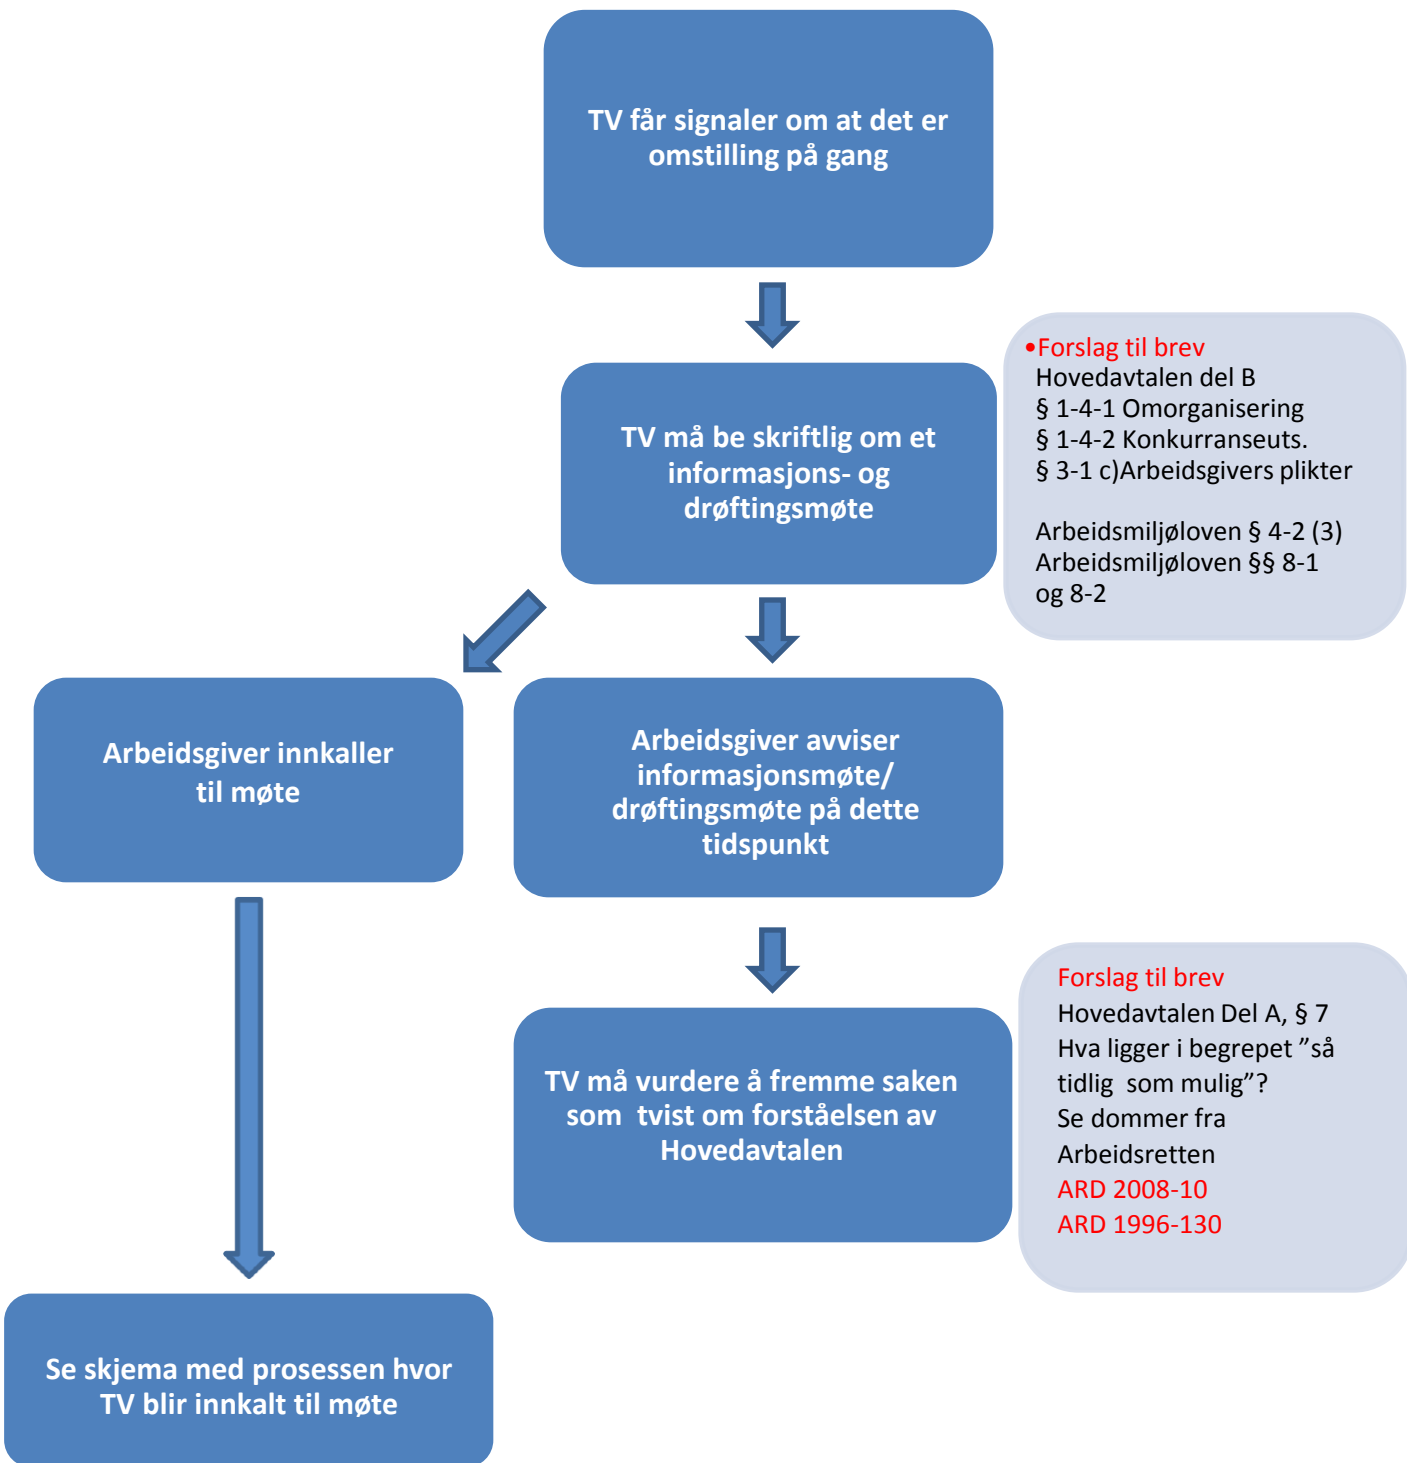 TV får signaler om at det er
omstilling på gang
TV må be skriftlig om et
informasjons- og
drøftingsmøte
•Forslag til brev
Hovedavtalen del B
§ 1-4-1 Omorganisering
§ 1-4-2 Konkurranseuts.
§ 3-1 c)Arbeidsgivers plikter
Arbeidsmiljøloven § 4-2 (3)
Arbeidsmiljøloven §§ 8-1
og 8-2
Arbeidsgiver innkaller
til møte
Arbeidsgiver avviser
informasjonsmøte/
drøftingsmøte på dette
tidspunkt
TV må vurdere å fremme saken
som  tvist om forståelsen av
Hovedavtalen
Forslag til brev
Hovedavtalen Del A, § 7
Hva ligger i begrepet ”så
tidlig  som mulig”?
Se dommer fra
Arbeidsretten
ARD 2008-10
ARD 1996-130
Se skjema med prosessen hvor
TV blir innkalt til møte